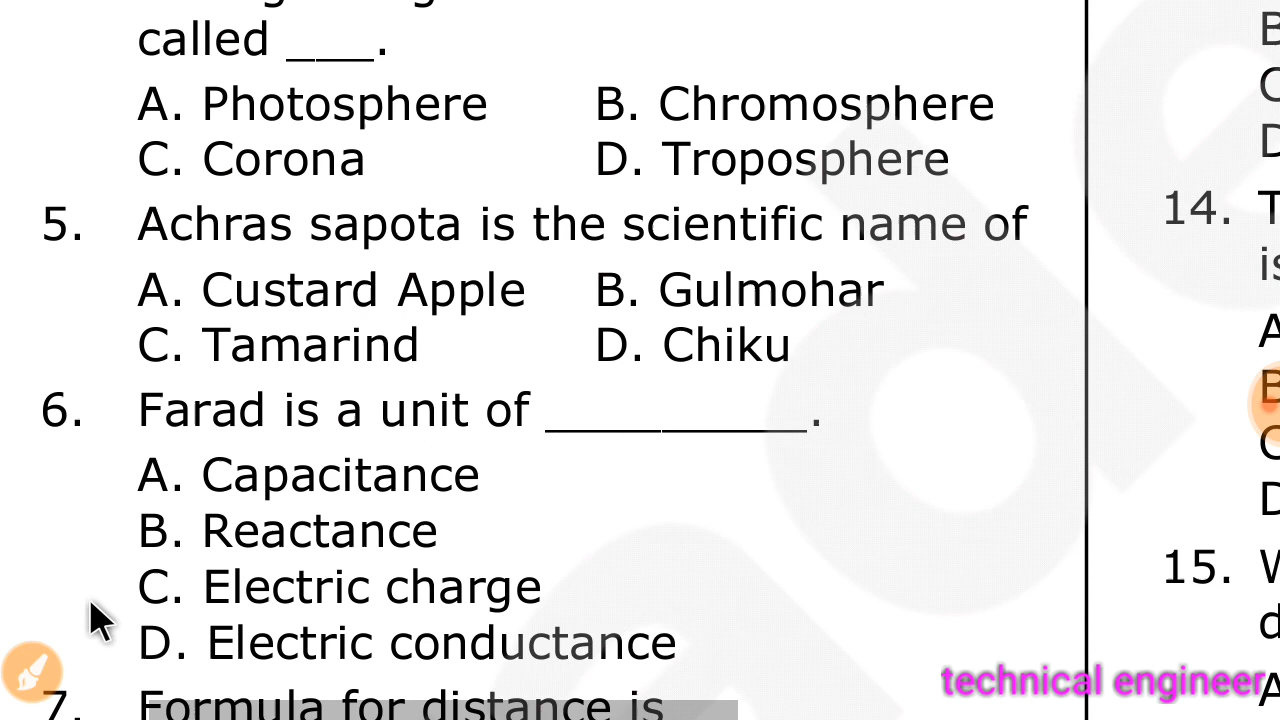 called ___.
A. Photosphere B. Chromosphere
C. Corona D. Troposphere
5. Achras sapota is the scientific name of
A. Custard Apple B. Gulmohar
C. Tamarind D. Chiku
6. Farad is a unit of _________.
A. Capacitance
B. Reactance
C. Electric charge
D. Electric conductance
7. Formula for distance is
B
C
D
14. T
is
A
B
C
D
15. W
d
A
technical engineer